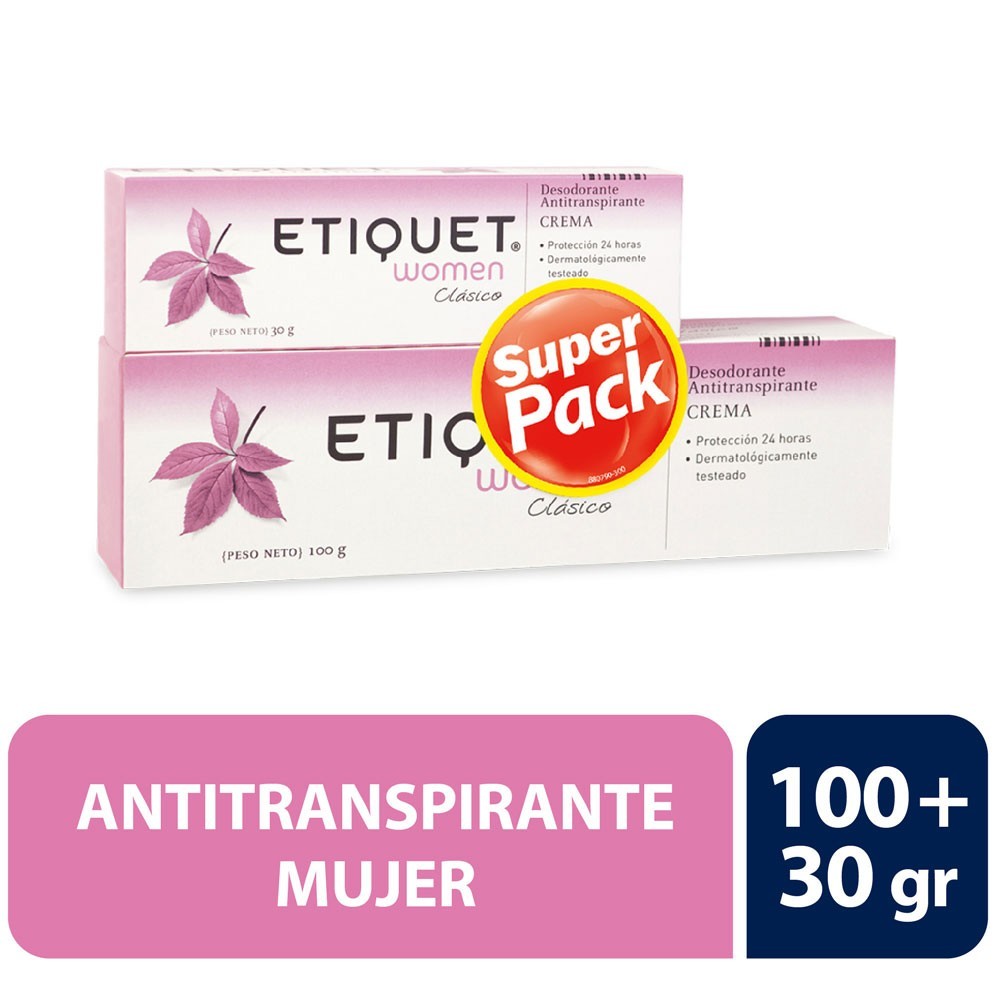 Desodorante
Antitranspirante
CREMA
• Protección 24 horas
• Dermatológicamente
testeado
ETIQUET®
women
Clásico
{PESO NETO} 30 g
Super
Pack
Desodorante
Antitranspirante
CREMA
• Protección 24 horas
• Dermatológicamente
testeado
ETIQ
Clásico
{PESO NETO} 100 g
ANTITRANSPIRANTE
MUJER
100+
30 gr